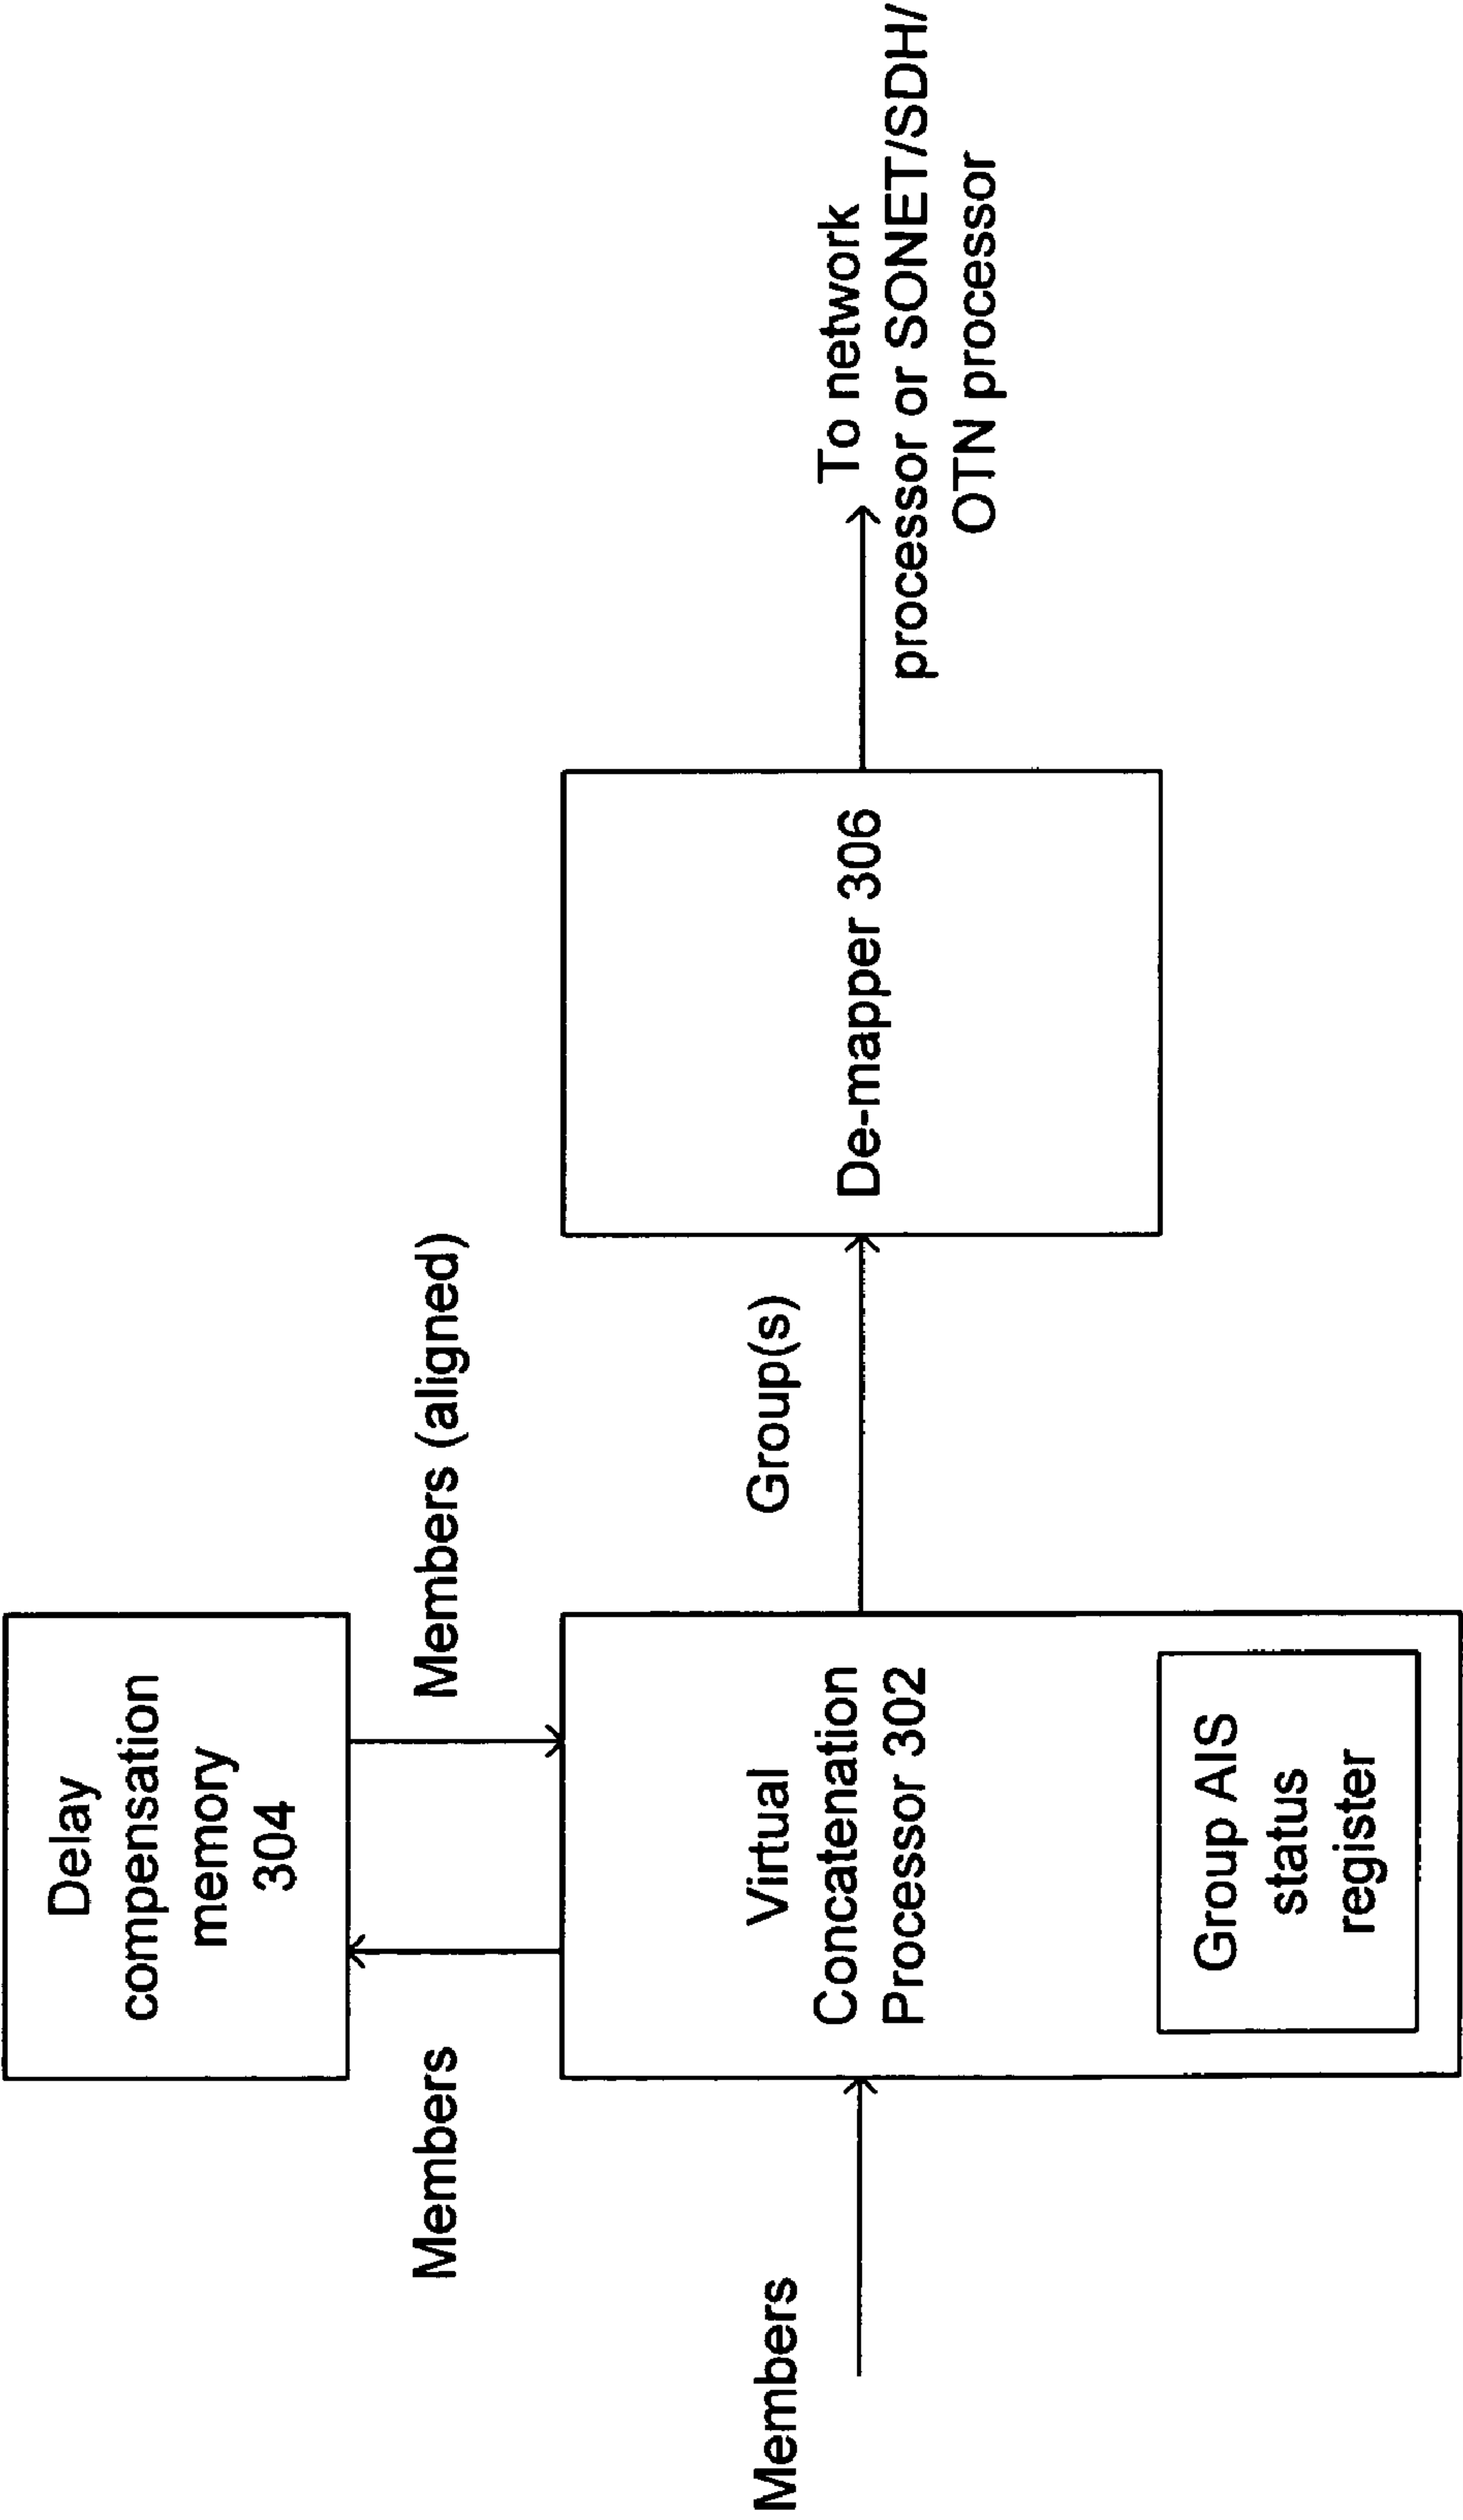 Delay
compensation
memory
304
Members
Members (aligned)
Members
Virtual
Concatenation
Processor 302
Group AIS
status
register
Group(s)
De-mapper 306
To network
processor or SONET/SDH/
OTN processor